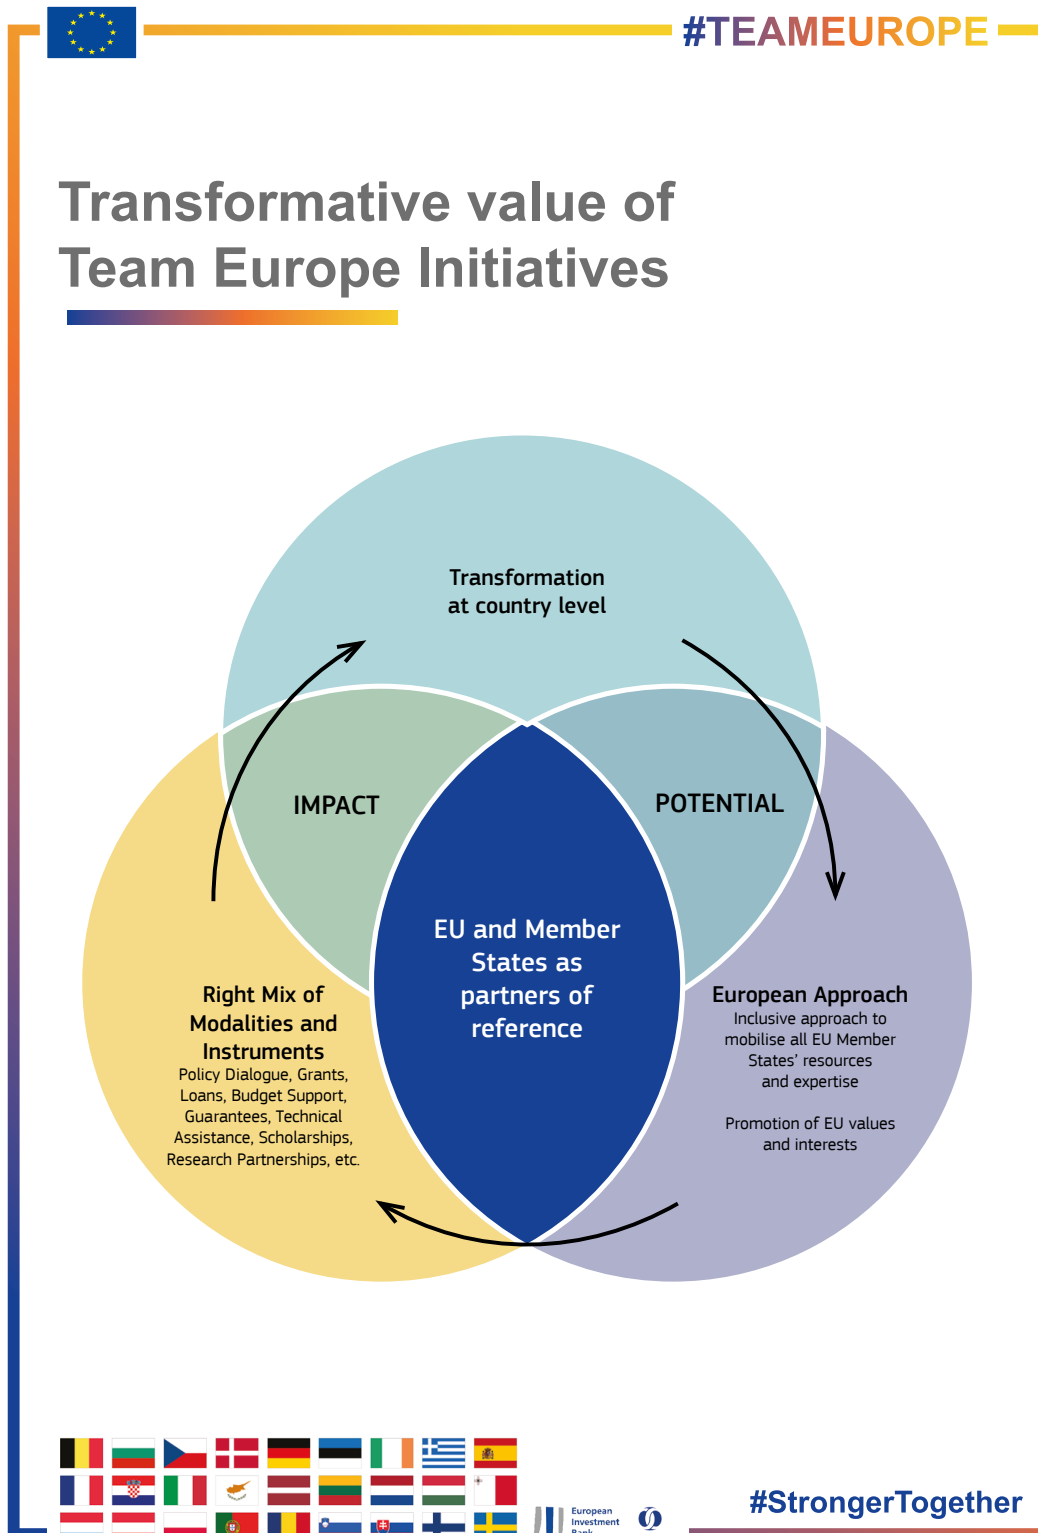 #TEAMEUROPE
Transformative value of
Team Europe Initiatives
Transformation
at country level
IMPACT
POTENTIAL
EU and Member
States as
partners of
reference
Right Mix of
Modalities and
Instruments
Policy Dialogue, Grants,
Loans, Budget Support,
Guarantees, Technical
Assistance, Scholarships,
Research Partnerships, etc.
European Approach
Inclusive approach to
mobilise all EU Member
States' resources
and expertise
Promotion of EU values
and interests
European
Investment
Bank
#StrongerTogether